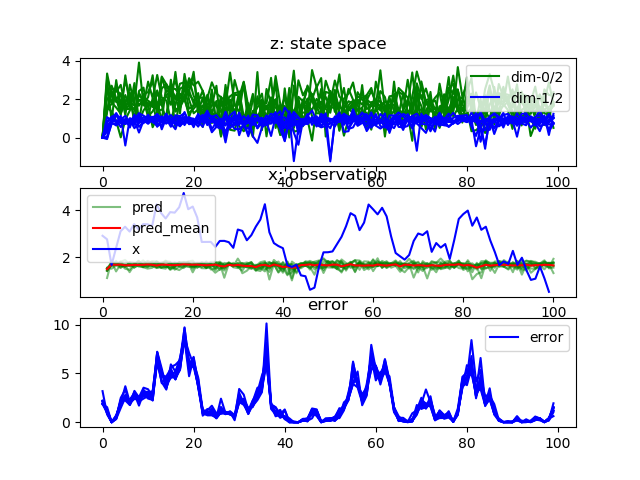 z: state space
4
2
0
dim-0/2
dim-1/2
0 20 40 60 80 100
x: observation
4
2
pred
pred_mean
x
0 20 40 60 80 100
error
10
5
0
error
0 20 40 60 80 100